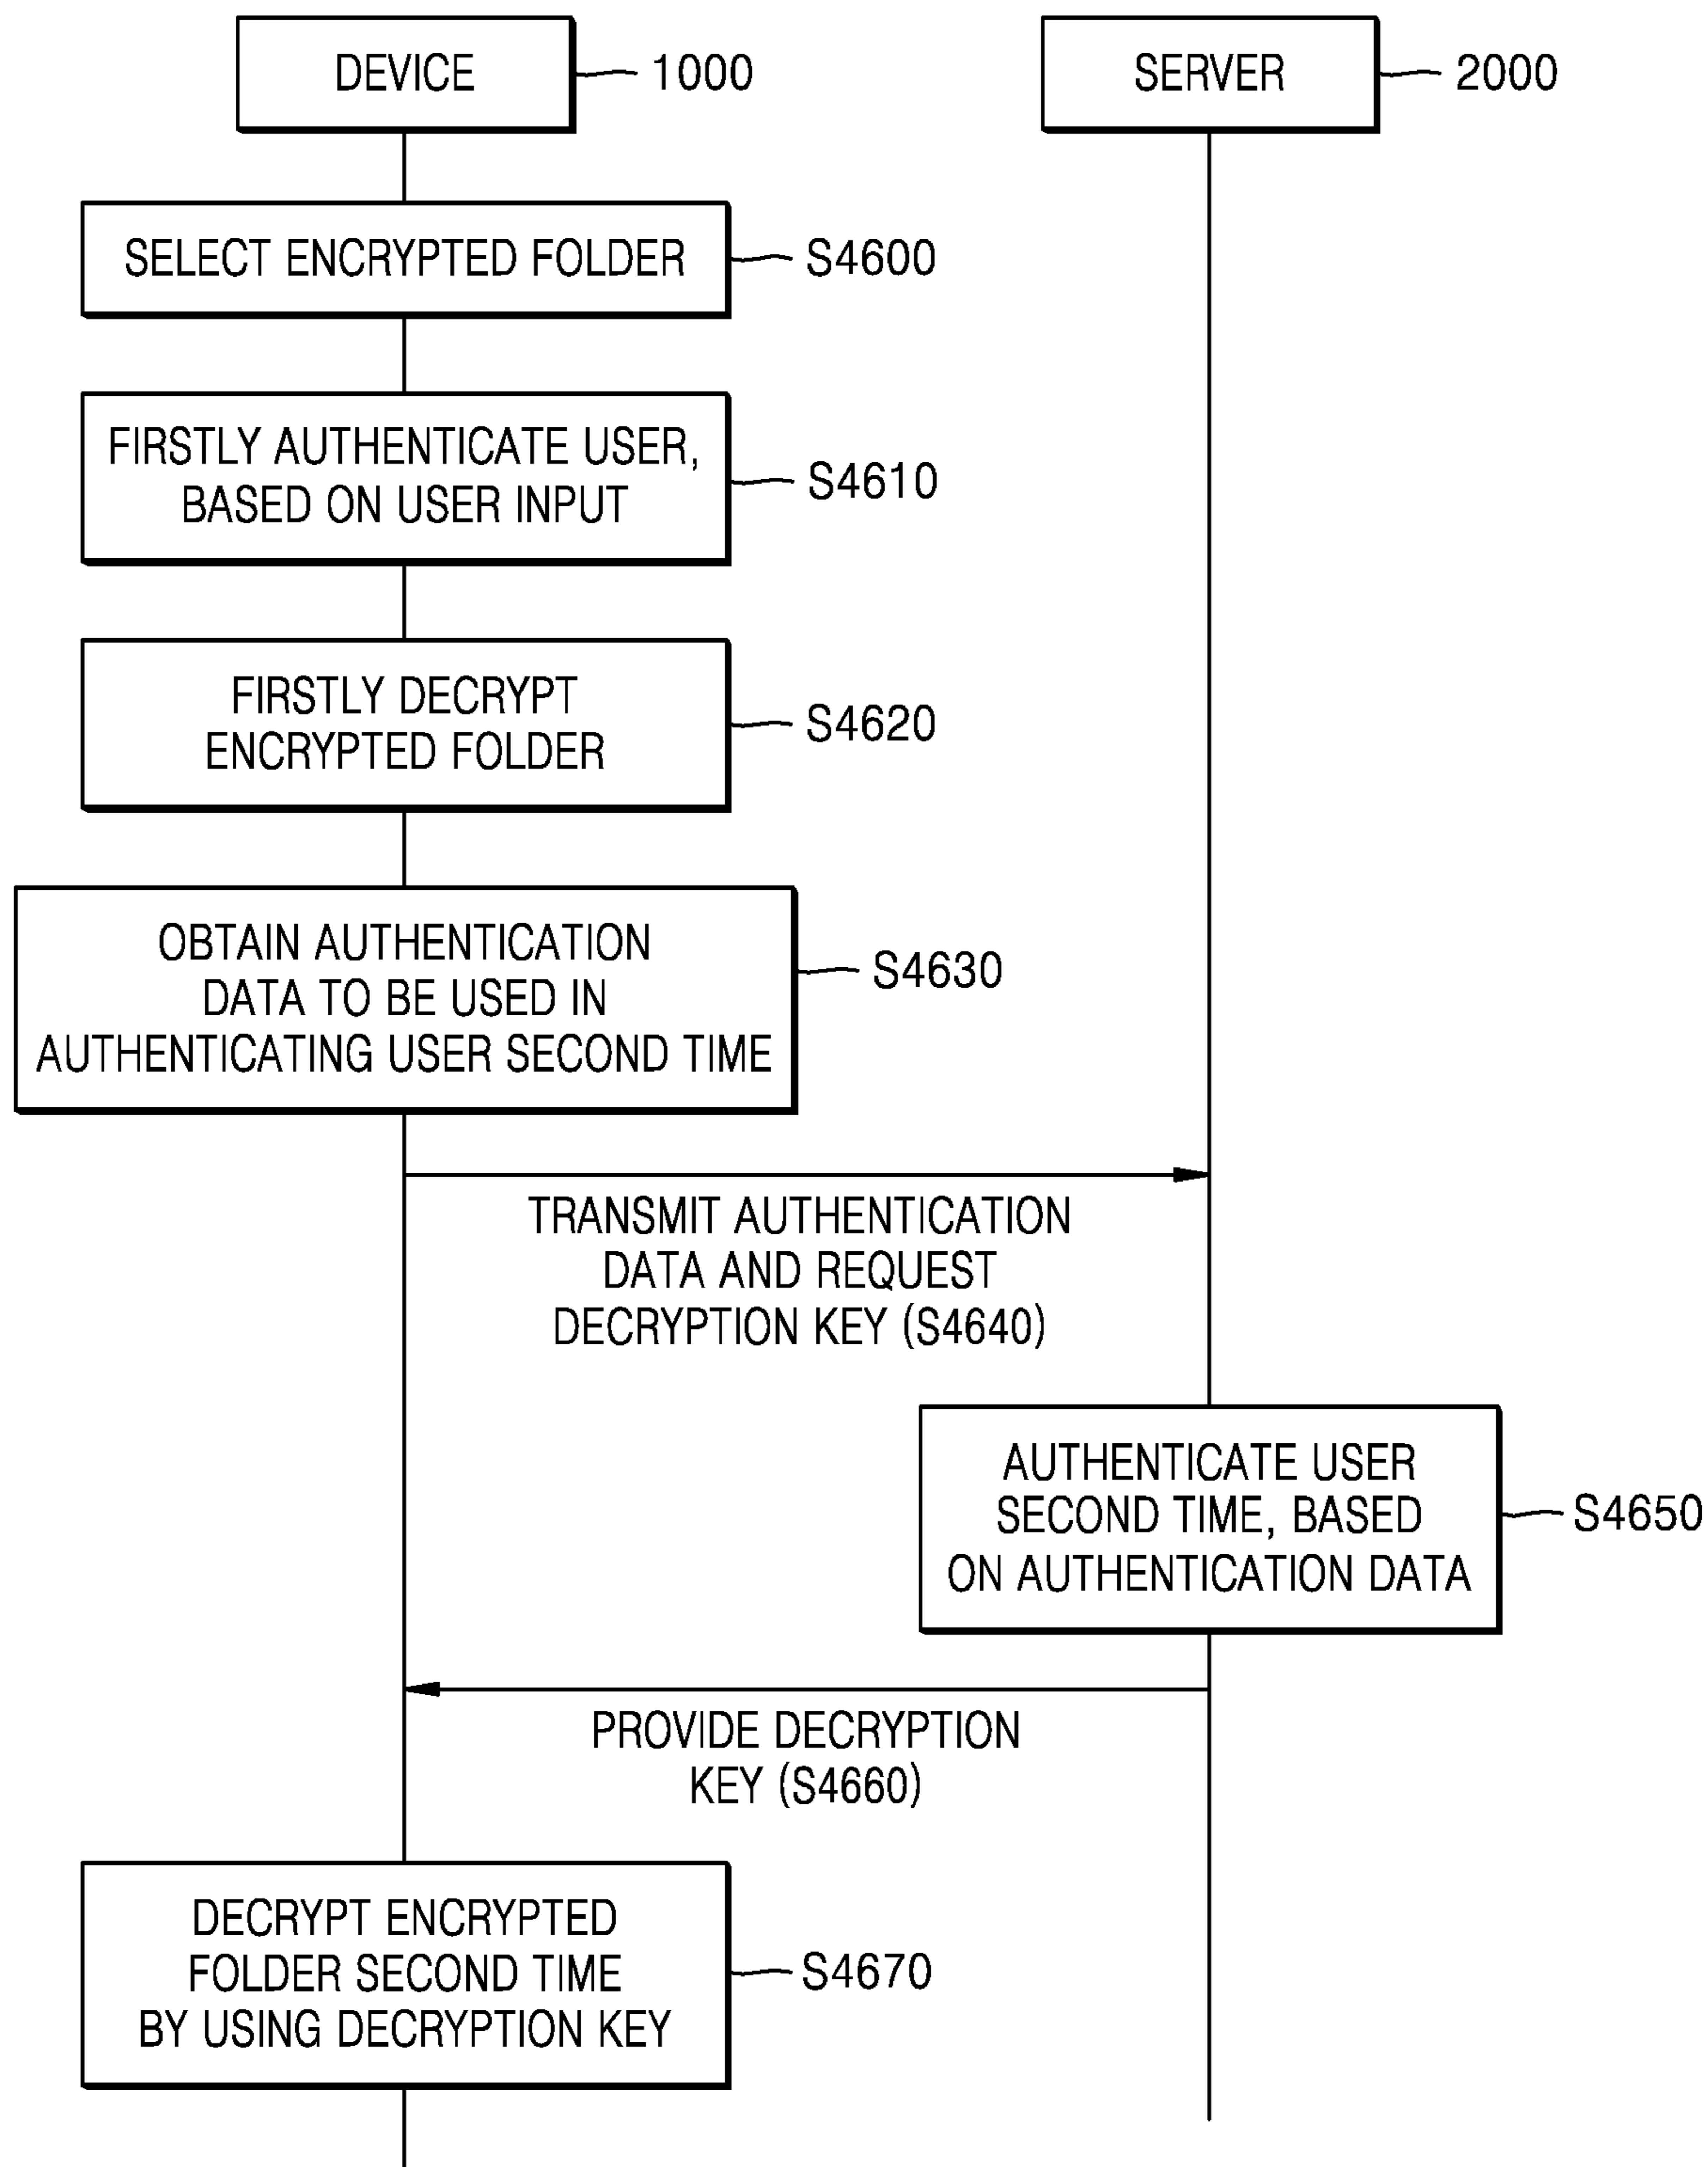 DEVICE
1000
SERVER
2000
SELECT ENCRYPTED FOLDER
S4600
FIRSTLY AUTHENTICATE USER,
BASED ON USER INPUT
S4610
FIRSTLY DECRYPT
ENCRYPTED FOLDER
S4620
OBTAIN AUTHENTICATION
DATA TO BE USED IN
AUTHENTICATING USER SECOND TIME
S4630
TRANSMIT AUTHENTICATION
DATA AND REQUEST
DECRYPTION KEY (S4640)
AUTHENTICATE USER
SECOND TIME, BASED
ON AUTHENTICATION DATA
S4650
PROVIDE DECRYPTION
KEY (S4660)
DECRYPT ENCRYPTED
FOLDER SECOND TIME
BY USING DECRYPTION KEY
S4670